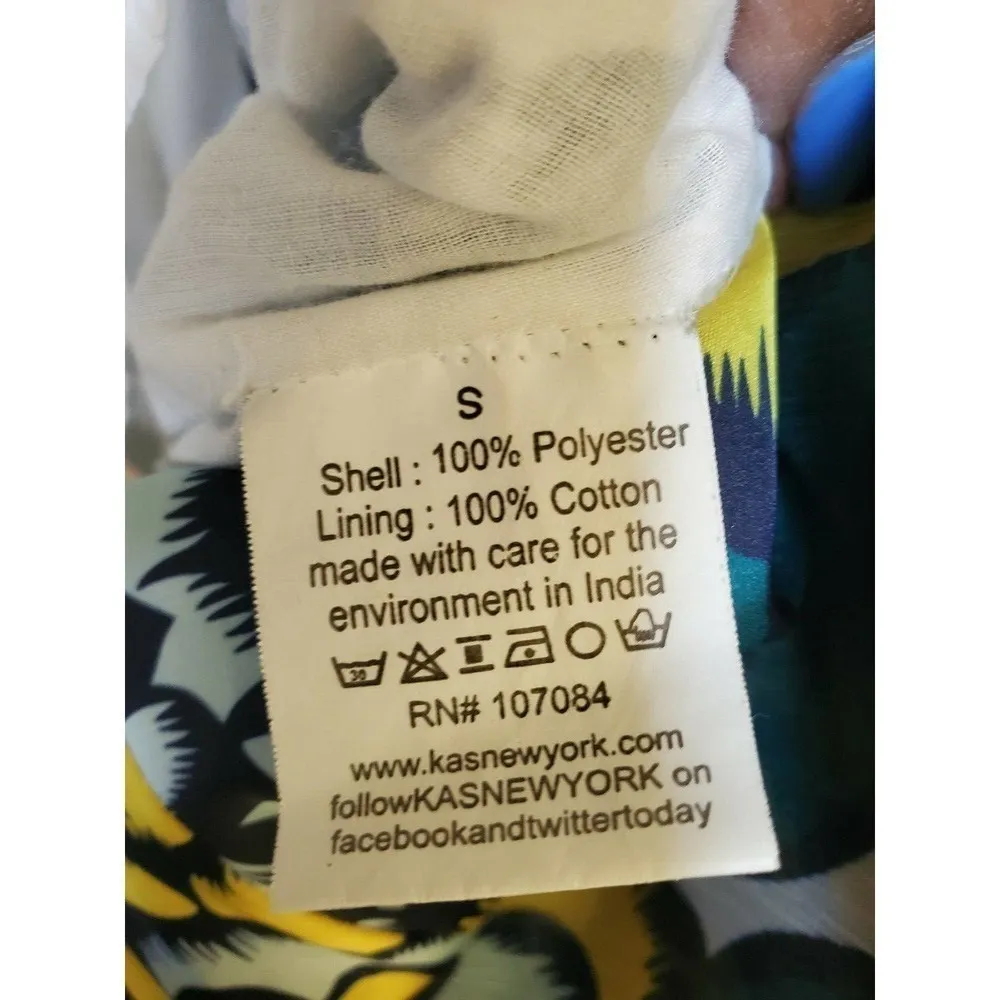 S
Shell : 100% Polyester
Lining : 100% Cotton
made with care for the
environment in India
30
RN# 107084
www.kasnewyork.com
followKASNEWYORK on
facebookandtwittertoday